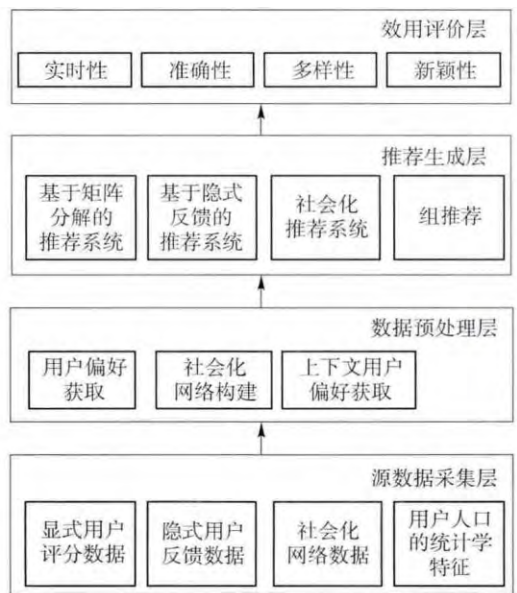 效用评价层
实时性 准确性 多样性 新颖性
推荐生成层
基于矩阵
分解的
推荐系统
基于隐式
反馈的
推荐系统
社会化
推荐系统
组推荐
数据预处理层
用户偏好
获取
社会化
网络构建
上下文用户
偏好获取
源数据采集层
显式用户
评分数据
隐式用户
反馈数据
社会化
网络数据
用户人口
的统计学
特征